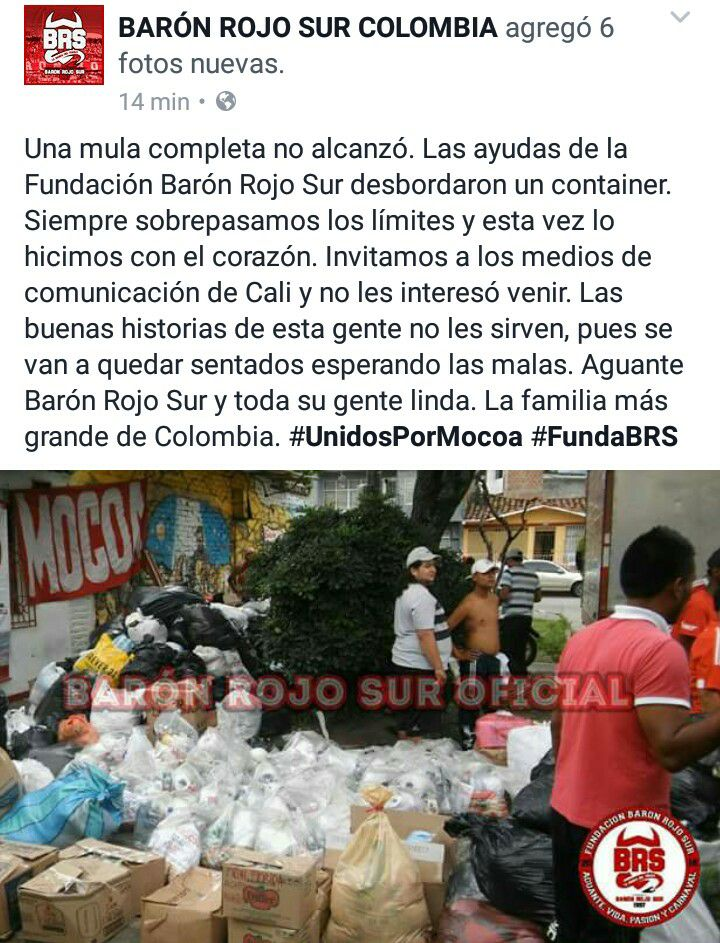 BRS
BARON ROJO SUR
BARÓN ROJO SUR COLOMBIA agregó 6
fotos nuevas.
14 min •
Una mula completa no alcanzó. Las ayudas de la
Fundación Barón Rojo Sur desbordaron un container.
Siempre sobrepasamos los límites y esta vez lo
hicimos con el corazón. Invitamos a los medios de
comunicación de Cali y no les interesó venir. Las
buenas historias de esta gente no les sirven, pues se
van a quedar sentados esperando las malas. Aguante
Barón Rojo Sur y toda su gente linda. La familia más
grande de Colombia. #UnidosPorMocoa #FundaBRS
MOCOA
BARÓN ROJO SUR OFICIAL
FUNDACION BARON ROJO SUR
BRS
BARON ROJO SUR
1997
AGUANTE, VIDA, PASION Y CARNAVAL